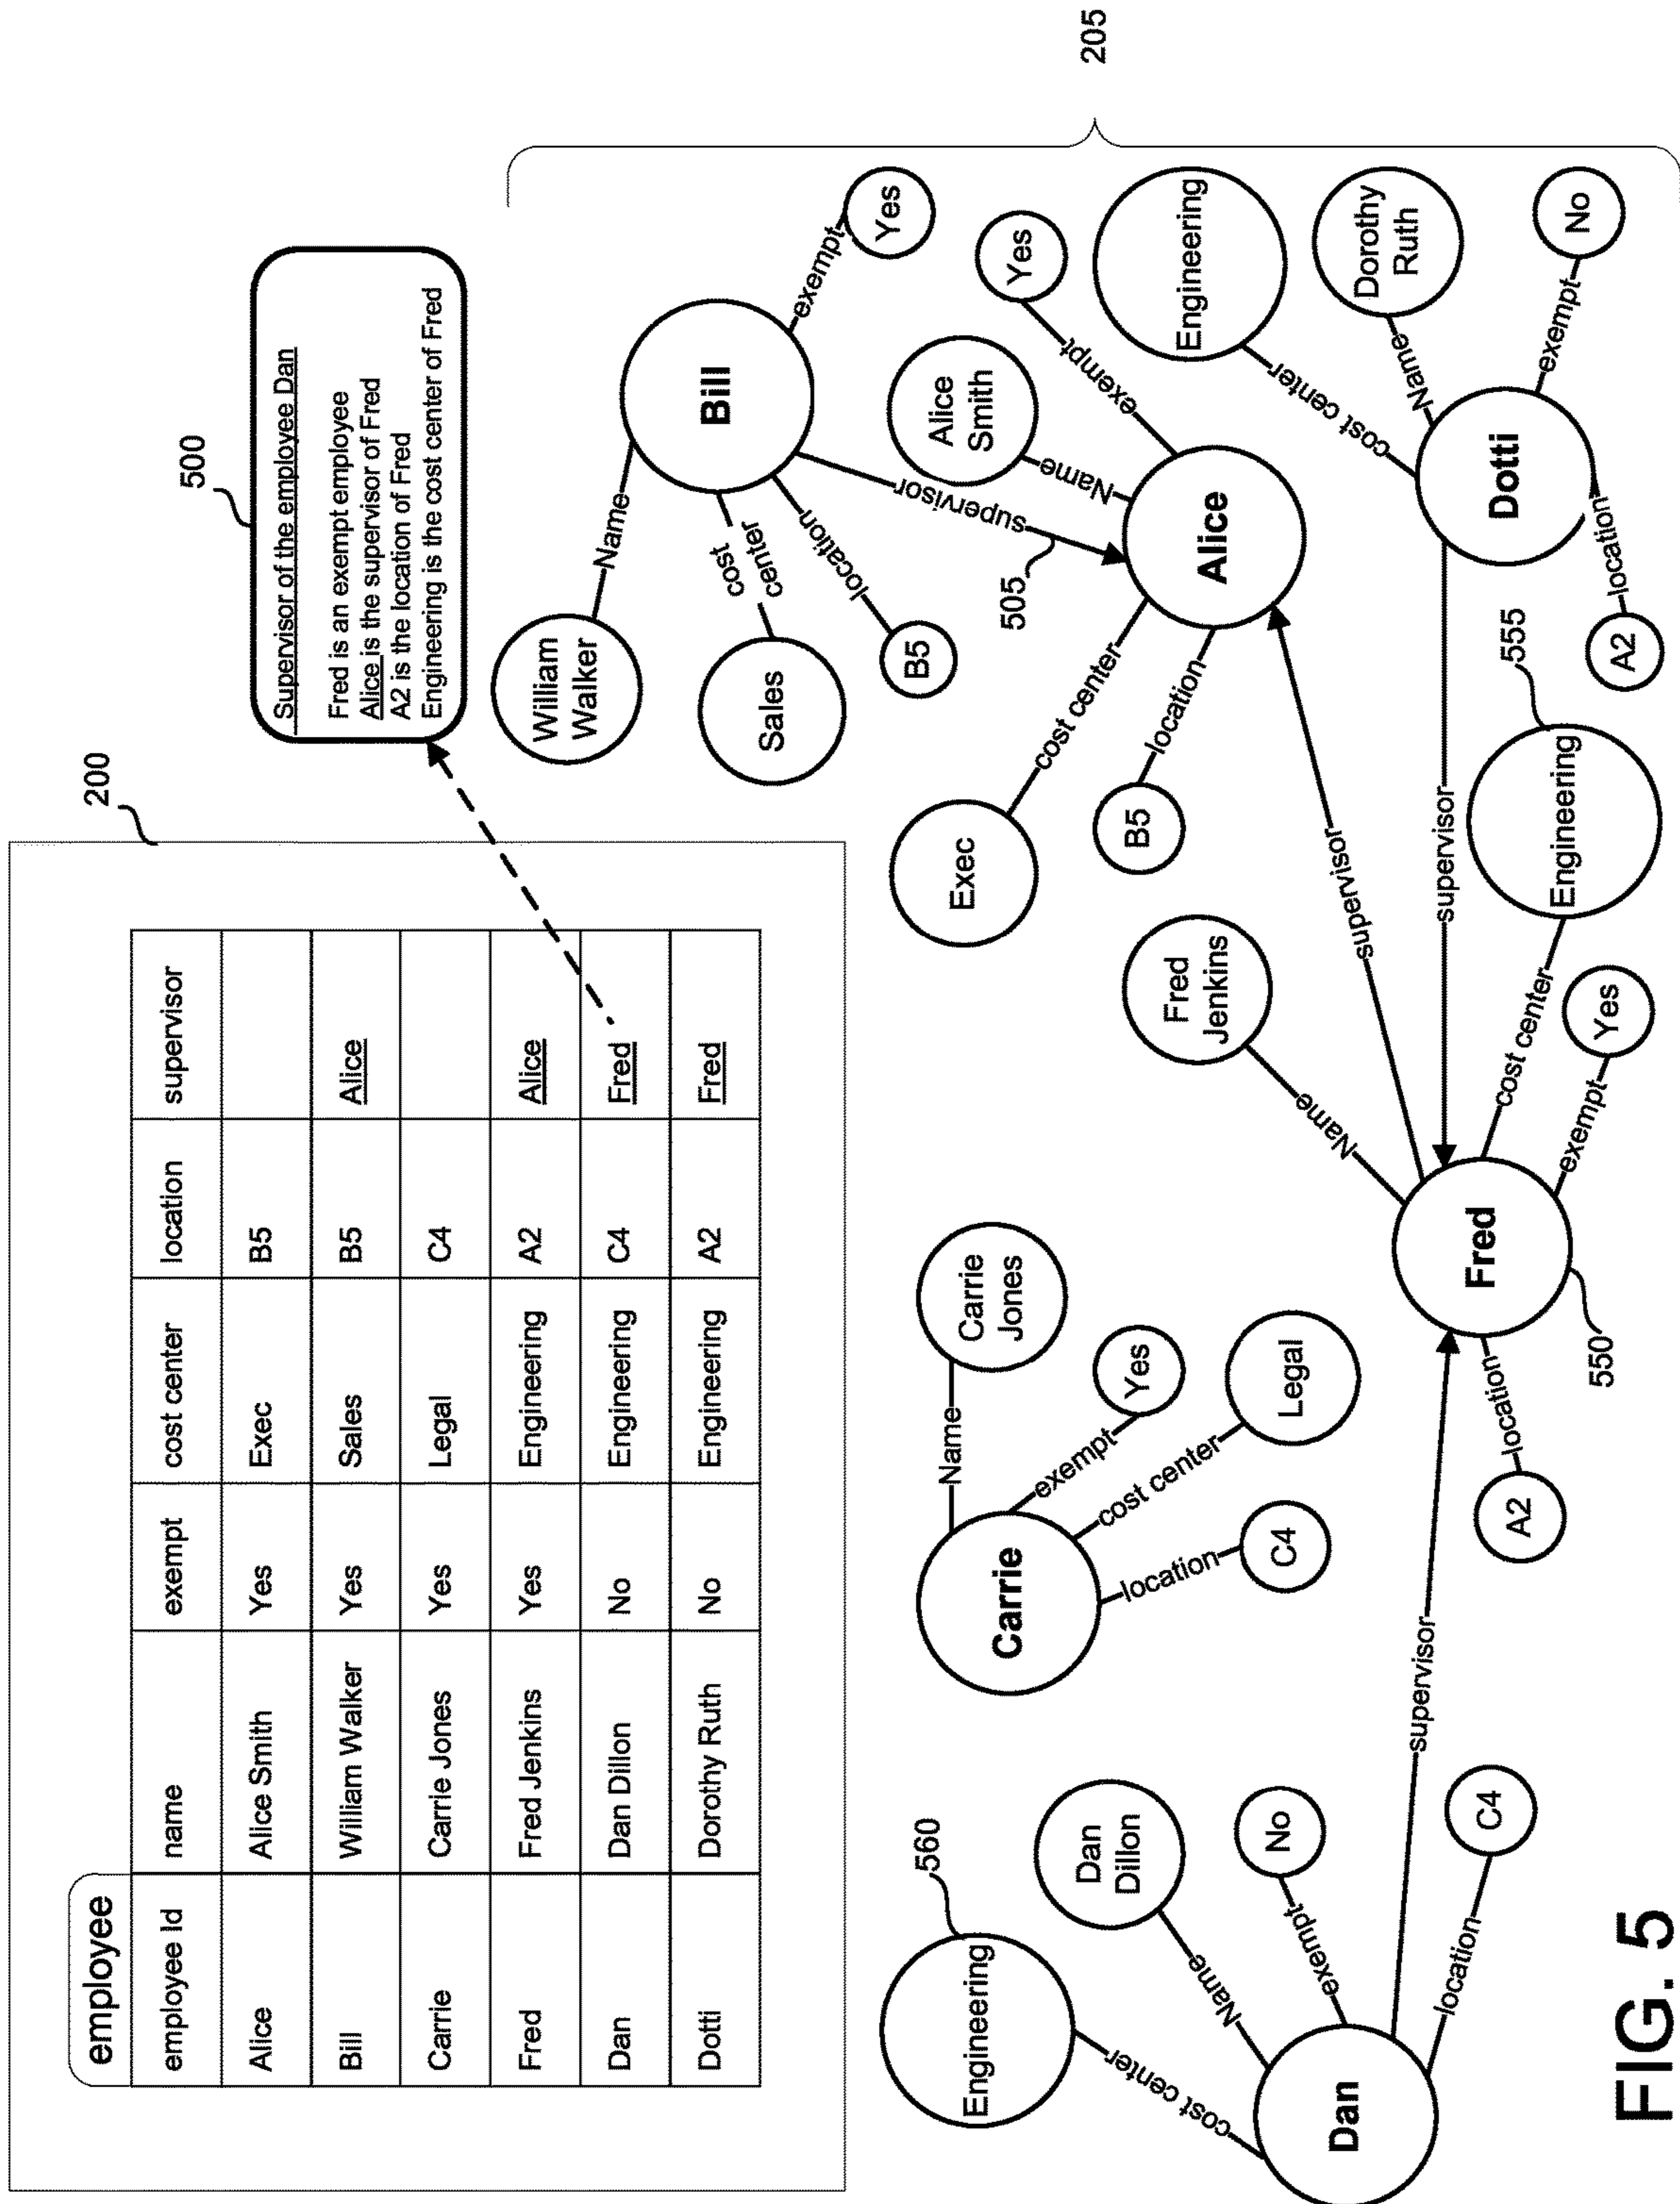 200
employee
employee Id name exempt cost center location supervisor
Alice Alice Smith Yes Exec B5
Bill William Walker Yes Sales B5 Alice
Carrie Carrie Jones Yes Legal C4
Fred Fred Jenkins Yes Engineering A2 Alice
Dan Dan Dillon No Engineering C4 Fred
Dotti Dorothy Ruth No Engineering A2 Fred
500
Supervisor of the employee Dan
Fred is an exempt employee
Alice is the supervisor of Fred
A2 is the location of Fred
Engineering is the cost center of Fred
205
William
Walker
Name
Bill
exempt
Yes
cost
center
Sales
location
B5
supervisor
505
Alice
Smith
Name
exempt
Yes
Alice
cost center
Exec
location
B5
Engineering
cost center
Dorothy
Ruth
Name
exempt
No
Dotti
location
A2
supervisor
supervisor
Fred
Jenkins
Name
555
Engineering
cost center
Yes
exempt
Fred
550
location
A2
Carrie
Jones
Name
Carrie
exempt
Yes
cost center
Legal
location
C4
supervisor
560
Engineering
cost center
Dan
Dillon
Name
No
exempt
Dan
location
C4
FIG. 5